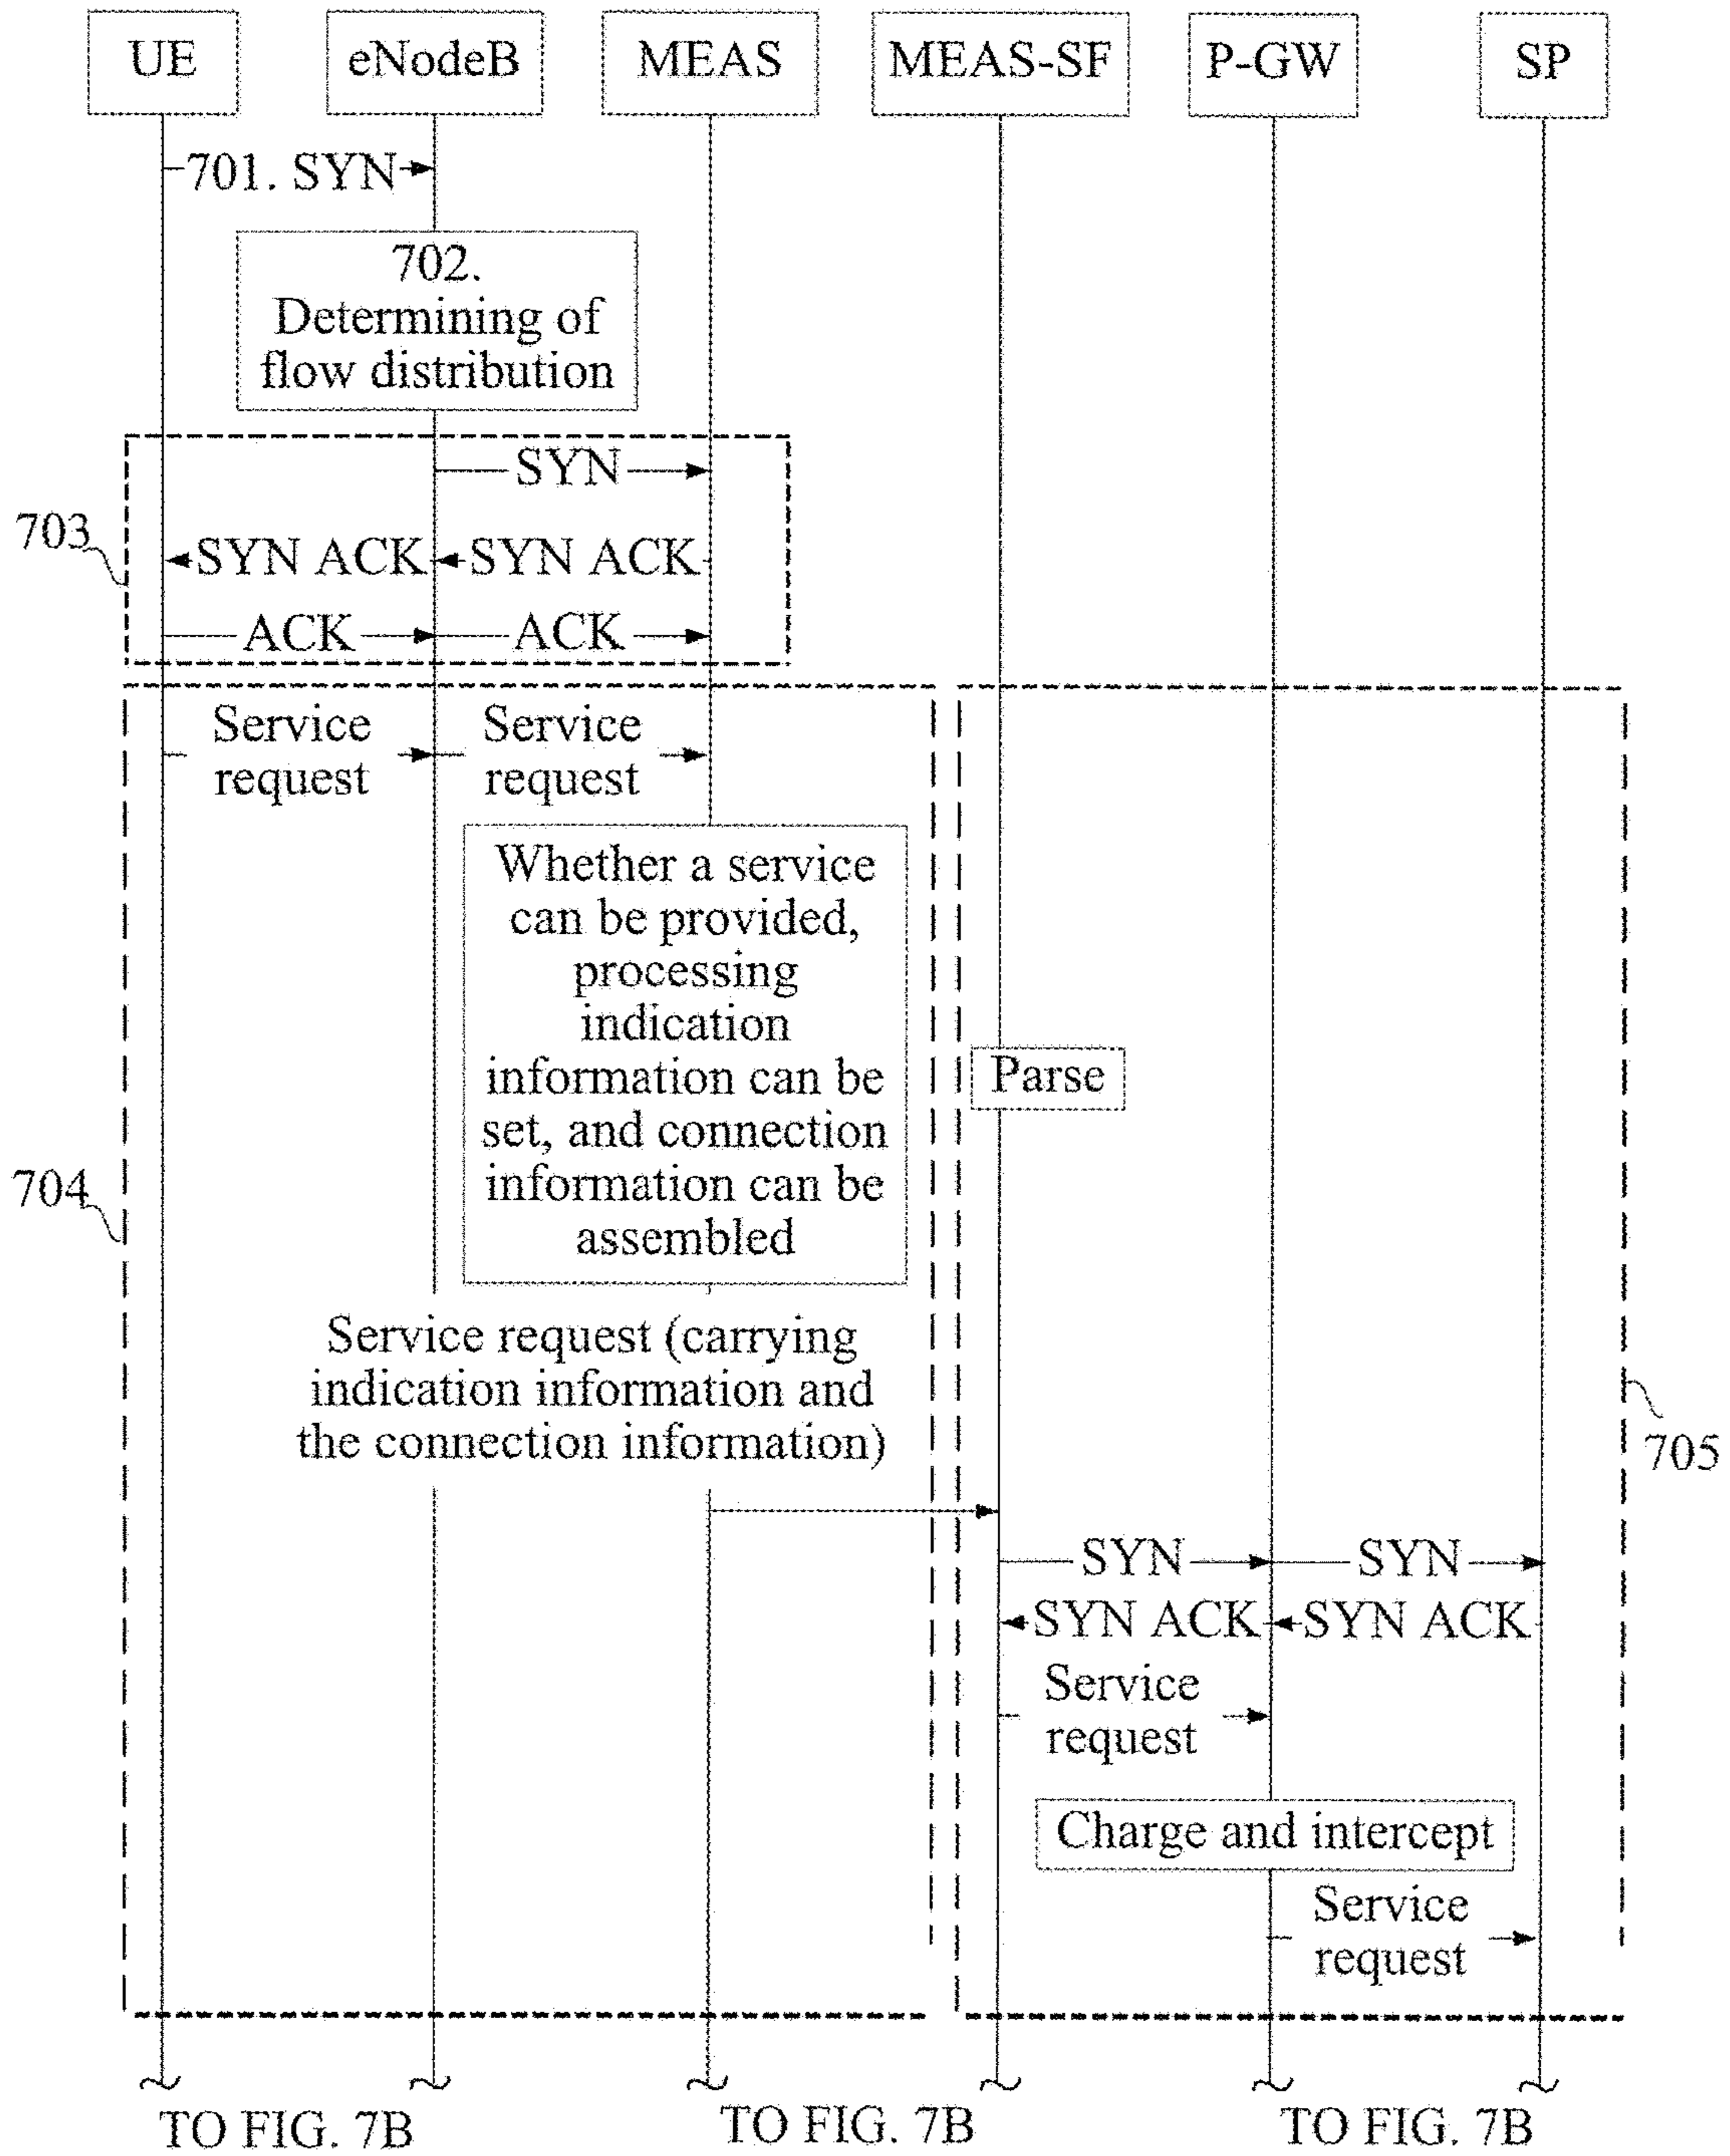 UE
eNodeB
MEAS
MEAS-SF
P-GW
SP
701. SYN
702.
Determining of
flow distribution
703
SYN
SYN ACK
SYN ACK
ACK
ACK
704
Service
request
Service
request
Whether a service
can be provided,
processing
indication
information can be
set, and connection
information can be
assembled
Parse
Service request (carrying
indication information and
the connection information)
705
SYN
SYN
SYN ACK
SYN ACK
Service
request
Charge and intercept
Service
request
TO FIG. 7B
TO FIG. 7B
TO FIG. 7B